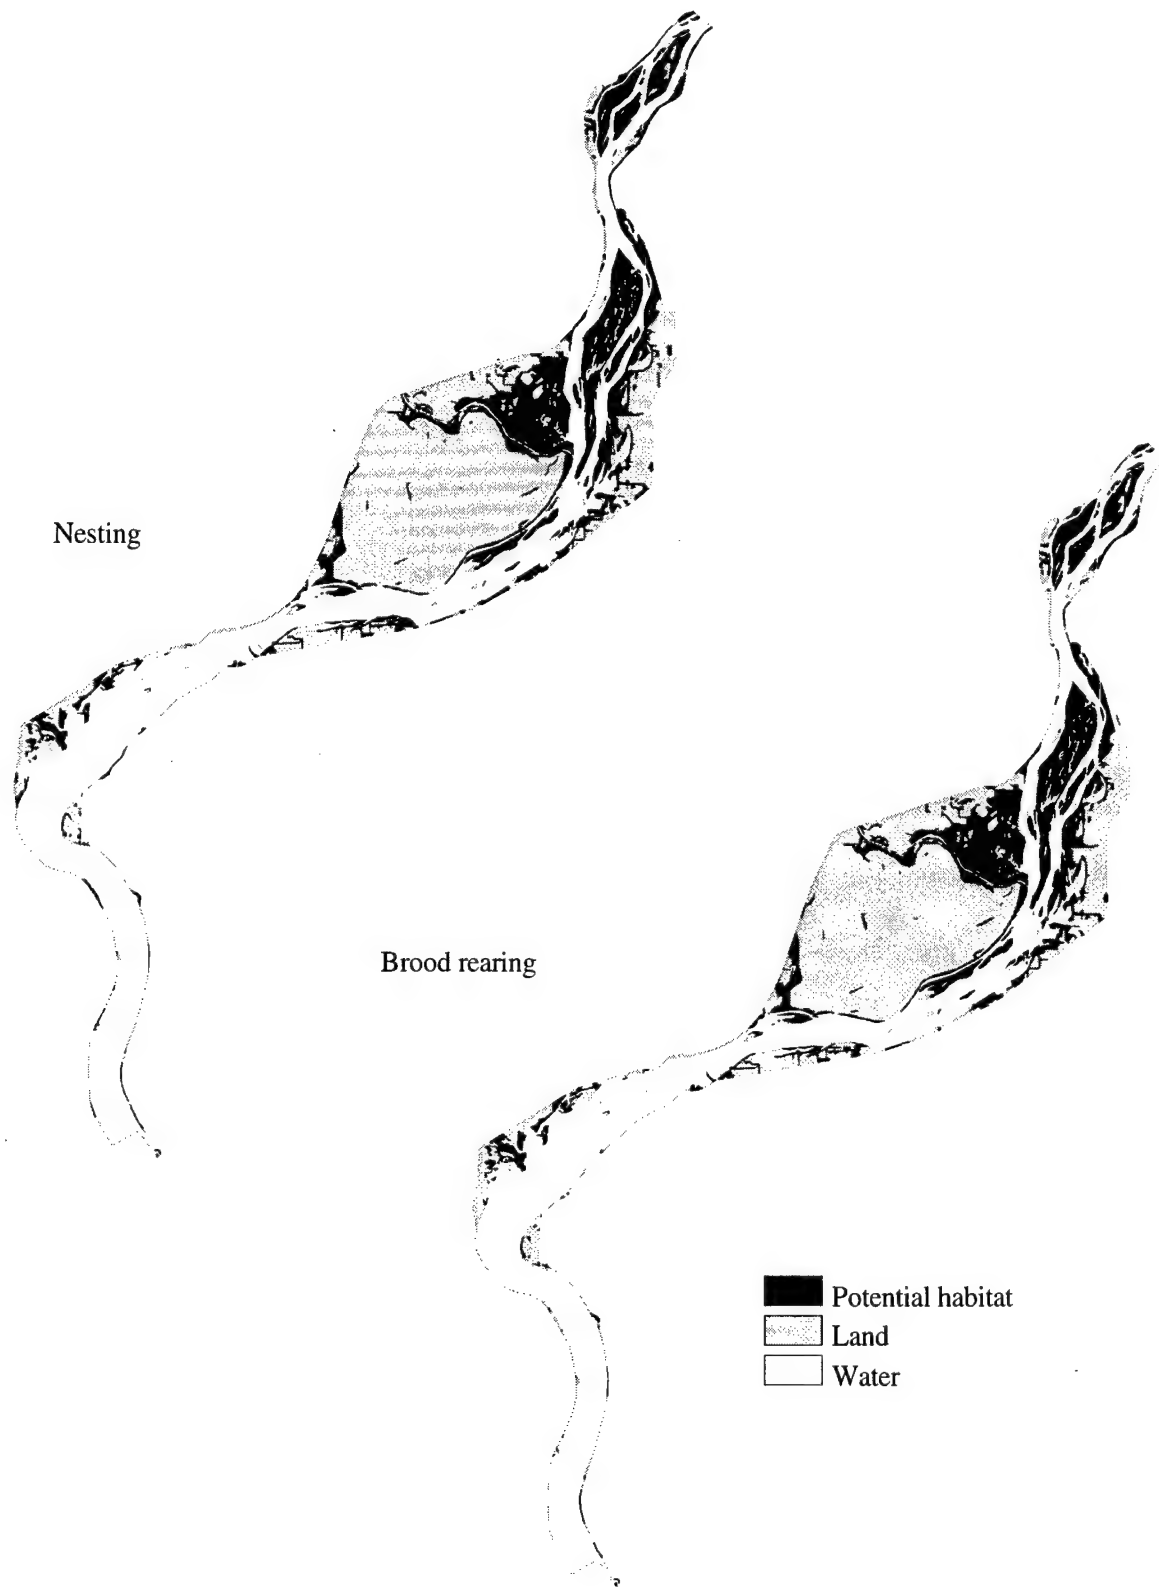 Nesting
Brood rearing
Potential habitat
Land
Water